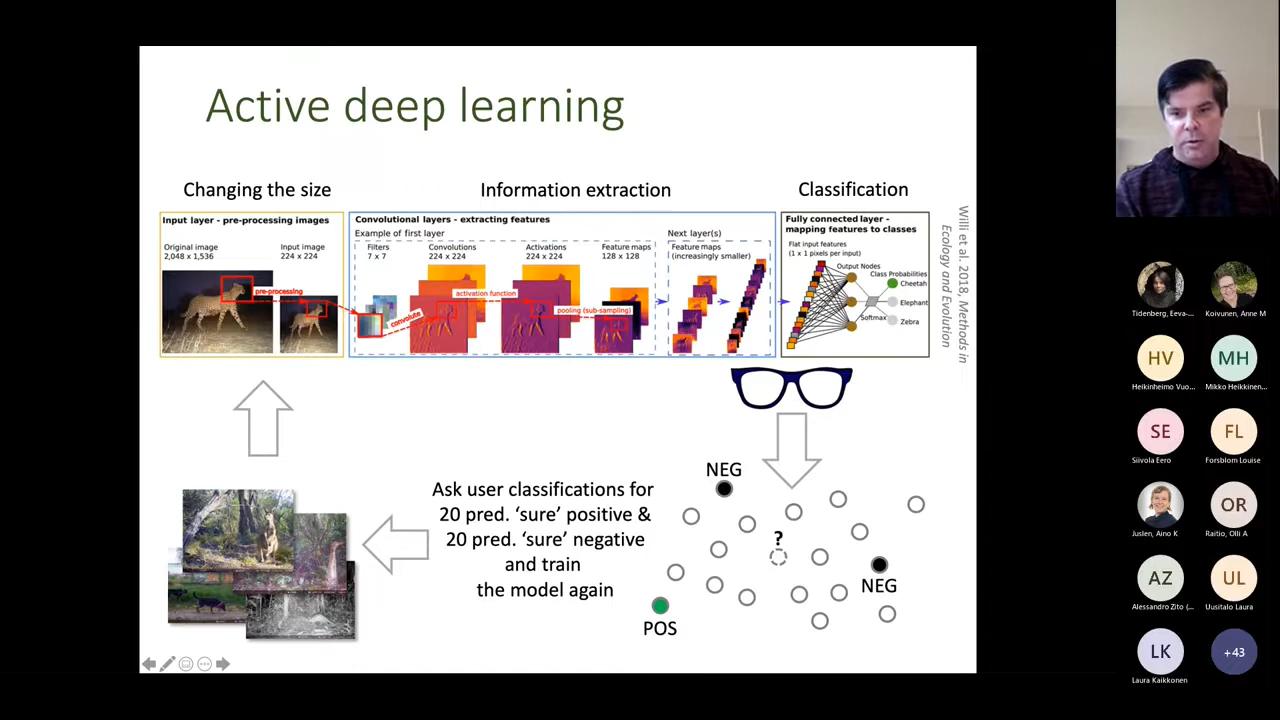 Active deep learning
Changing the size
Information extraction
Classification
Input layer - pre-processing images
Original image
2,048 x 1,536
Input image
224 x 224
pre-processing
Convolutional layers - extracting features
Example of first layer
Filters
7 x 7
Convolutions
224 x 224
Activations
224 x 224
Feature maps
128 x 128
convolute
activation function
pooling (sub-sampling)
Next layer(s)
Feature maps
(increasingly smaller)
Fully connected layer -
mapping features to classes
Flat input features
(1 x 1 pixels per input)
Output Nodes
Class Probabilities
Cheetah
Elephant
Zebra
Softmax
Willi et al. 2018, Methods in
Ecology and Evolution
Ask user classifications for
20 pred. ‘sure’ positive &
20 pred. ‘sure’ negative
and train
the model again
NEG
?
NEG
POS
Tidenberg, Eeva-...
Koivunen, Anne M
HV
MH
Heikinheimo Vuo...
Mikko Heikkinen...
SE
FL
Siivola Eero
Forsblom Louise
OR
Juslen, Aino K
Raitio, Olli A
AZ
UL
Alessandro Zito (...
Uusitalo Laura
LK
+43
Laura Kaikkonen